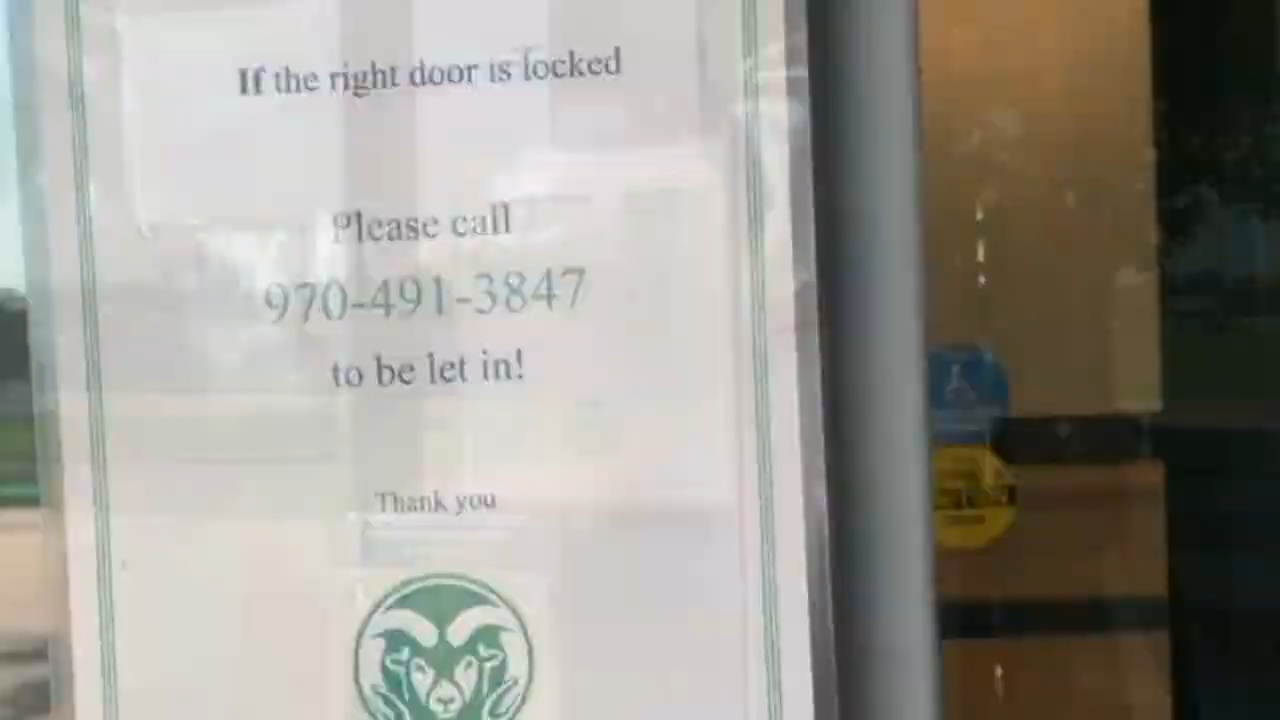 If the right door is locked
Please call
970-491-3847
to be let in!
Thank you